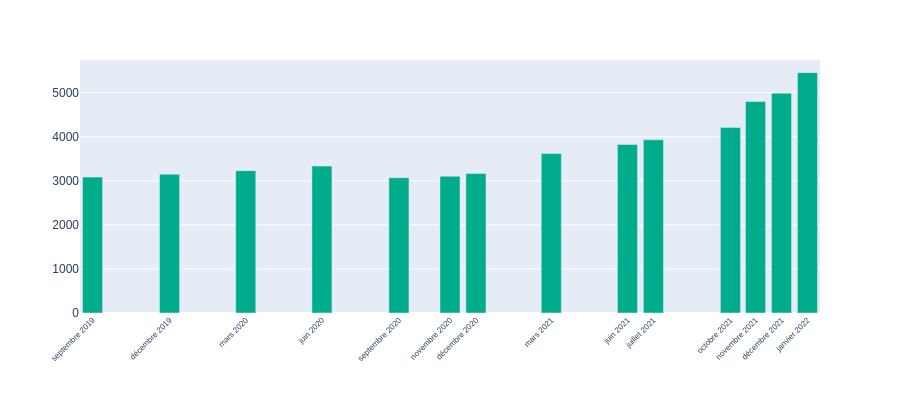 5000
4000
3000
2000
1000
0
septembre 2019
décembre 2019
mars 2020
juin 2020
septembre 2020
novembre 2020
décembre 2020
mars 2021
juin 2021
juillet 2021
octobre 2021
novembre 2021
décembre 2021
janvier 2022